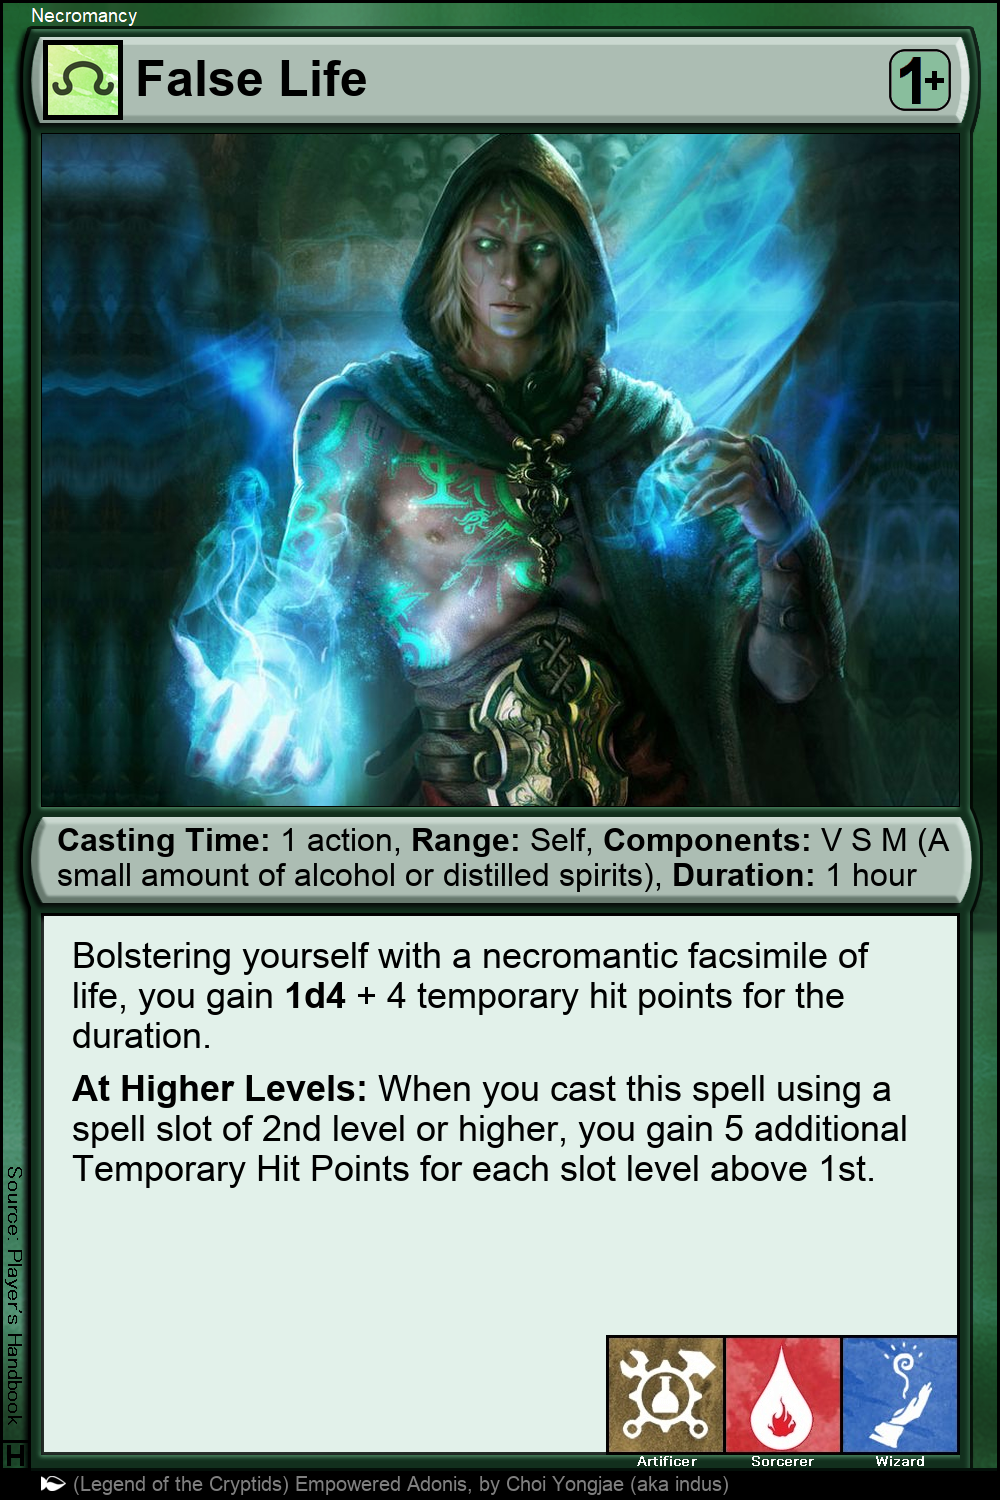 Necromancy
False Life
1+
Casting Time: 1 action, Range: Self, Components: V S M (A
small amount of alcohol or distilled spirits), Duration: 1 hour
Bolstering yourself with a necromantic facsimile of
life, you gain 1d4 + 4 temporary hit points for the
duration.
At Higher Levels: When you cast this spell using a
spell slot of 2nd level or higher, you gain 5 additional
Temporary Hit Points for each slot level above 1st.
Source: Player's Handbook
H
Artificer
Sorcerer
Wizard
(Legend of the Cryptids) Empowered Adonis, by Choi Yongjae (aka indus)